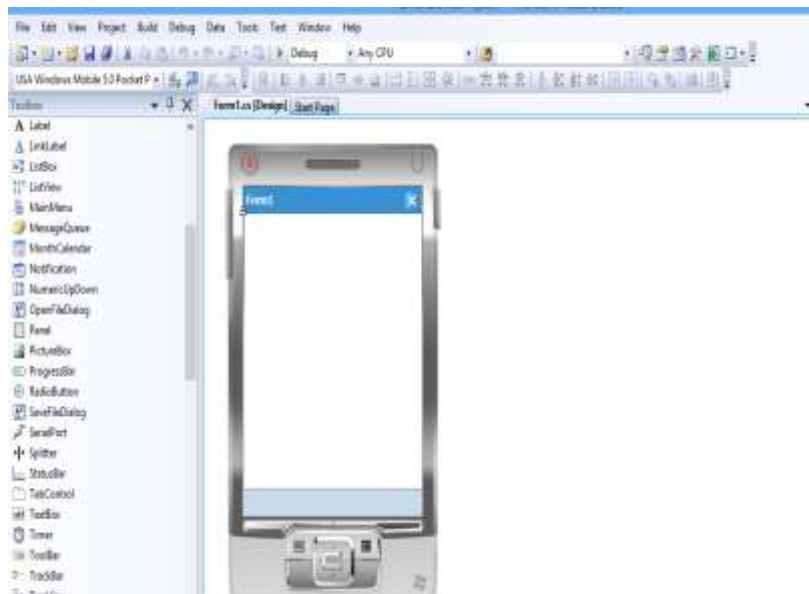 File Edit View Project Build Debug Data Tools Test Window Help
Debug Any CPU
USA Windows Mobile 5.0 Pocket P
Toolbox
Form1.cs [Design] Start Page
Label
LinkLabel
ListBox
ListView
MainMenu
MessageQueue
MonthCalendar
Notification
NumericUpDown
OpenFileDialog
Panel
PictureBox
ProgressBar
RadioButton
SaveFileDialog
SerialPort
Splitter
StatusBar
TabControl
TextBox
Timer
ToolBar
TrackBar
Form1